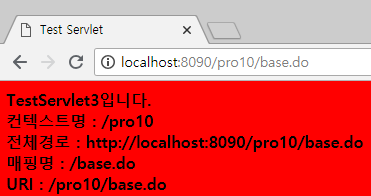 Test Servlet
localhost:8090/pro10/base.do
TestServlet3입니다.
컨텍스트명 : /pro10
전체경로 : http://localhost:8090/pro10/base.do
매핑명 : /base.do
URI : /pro10/base.do